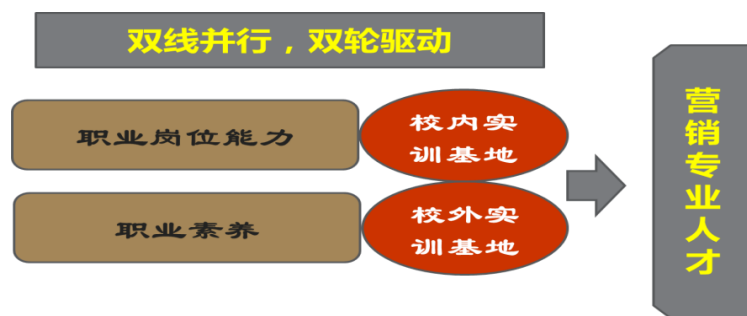 双线并行，双轮驱动
职业岗位能力
校内实
训基地
职业素养
校外实
训基地
营销专业人才